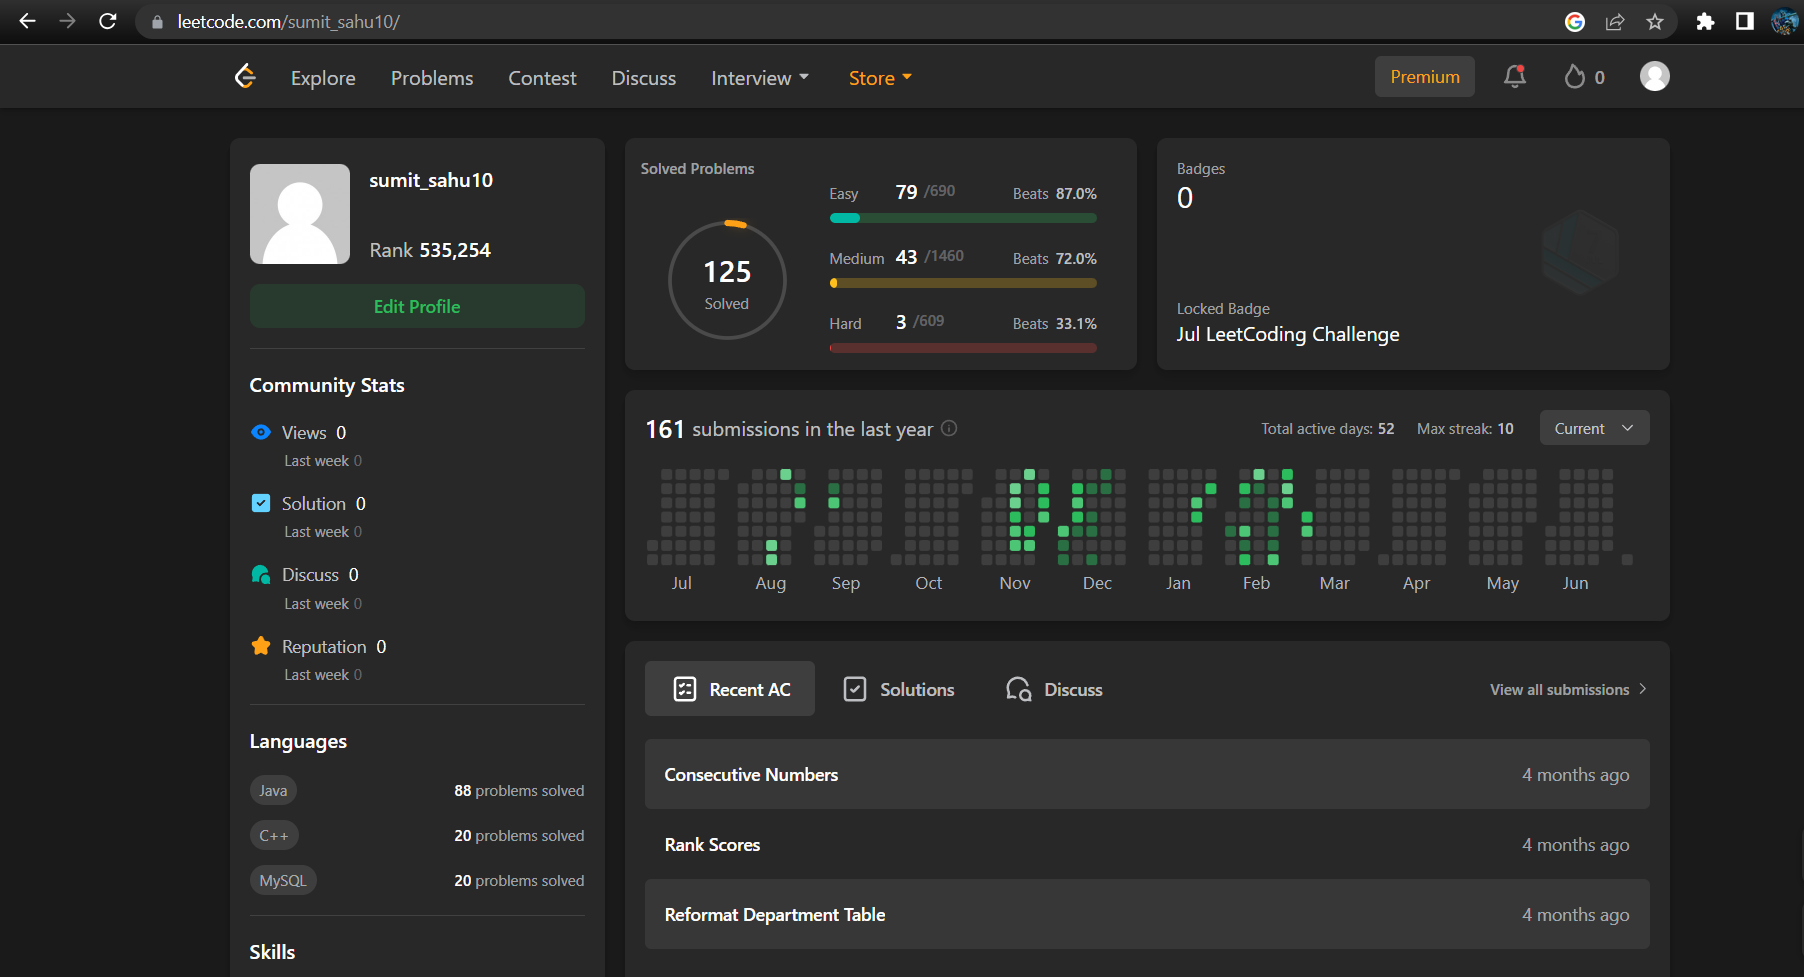 leetcode.com/sumit_sahu10/
Explore Problems Contest Discuss Interview Store Premium 0
sumit_sahu10
Rank 535,254
Edit Profile
Community Stats
Views 0
Last week 0
Solution 0
Last week 0
Discuss 0
Last week 0
Reputation 0
Last week 0
Languages
Java 88 problems solved
C++ 20 problems solved
MySQL 20 problems solved
Skills
Solved Problems
125
Solved
Easy 79 /690 Beats 87.0%
Medium 43 /1460 Beats 72.0%
Hard 3 /609 Beats 33.1%
Badges
0
Locked Badge
Jul LeetCoding Challenge
161 submissions in the last year Total active days: 52 Max streak: 10 Current
Jul Aug Sep Oct Nov Dec Jan Feb Mar Apr May Jun
Recent AC Solutions Discuss View all submissions
Consecutive Numbers 4 months ago
Rank Scores 4 months ago
Reformat Department Table 4 months ago